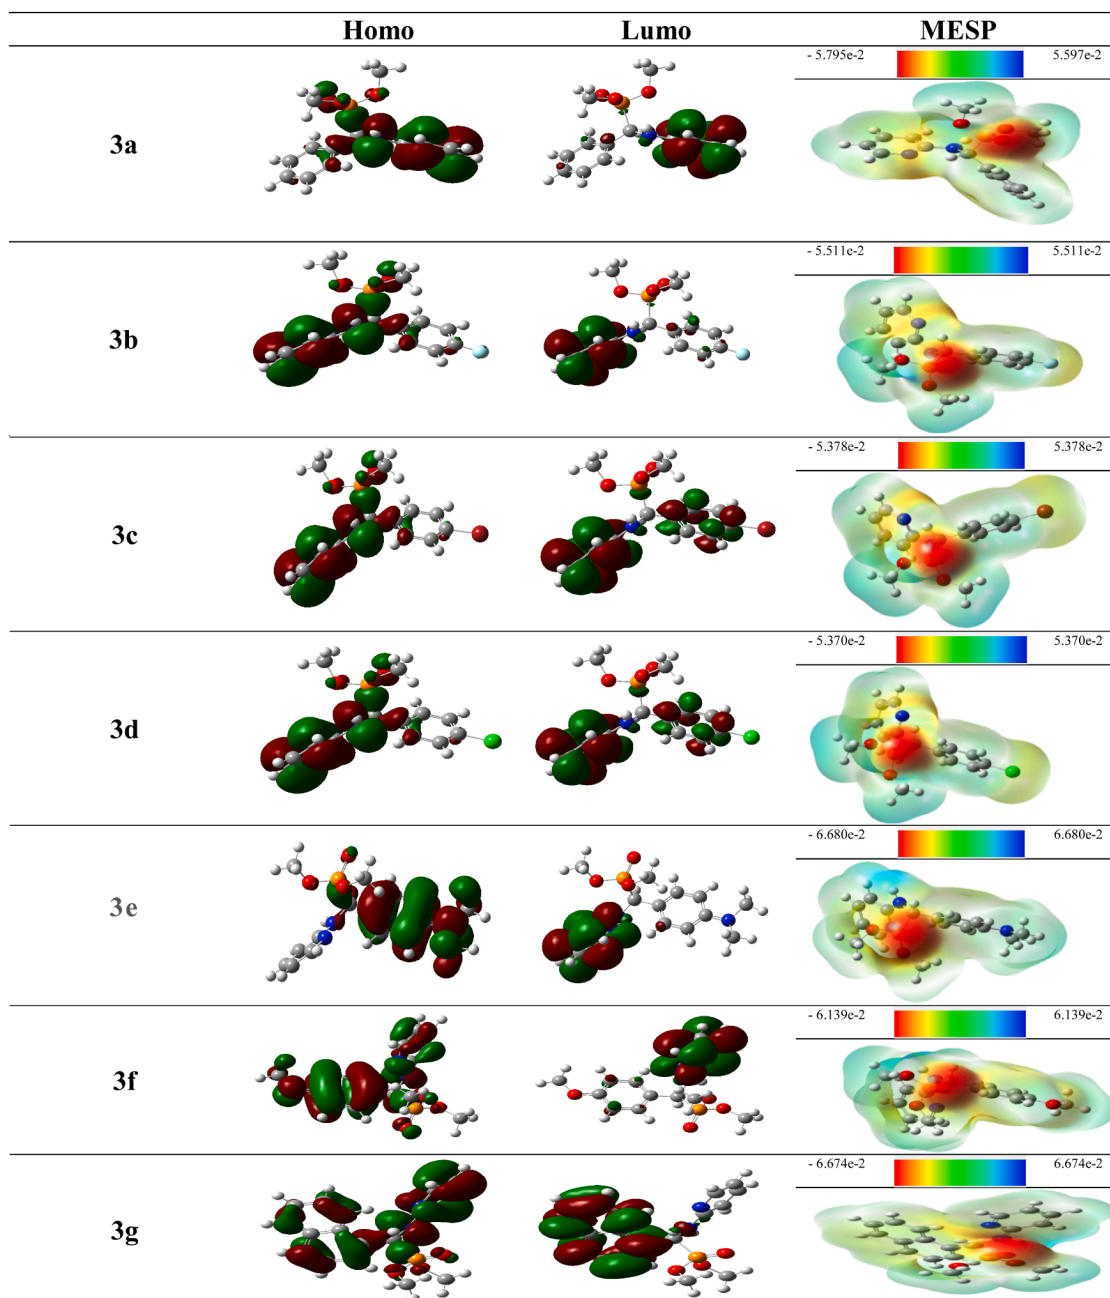 Homo Lumo MESP
- 5.795e-2 5.597e-2
3a
- 5.511e-2 5.511e-2
3b
- 5.378e-2 5.378e-2
3c
- 5.370e-2 5.370e-2
3d
- 6.680e-2 6.680e-2
3e
- 6.139e-2 6.139e-2
3f
- 6.674e-2 6.674e-2
3g